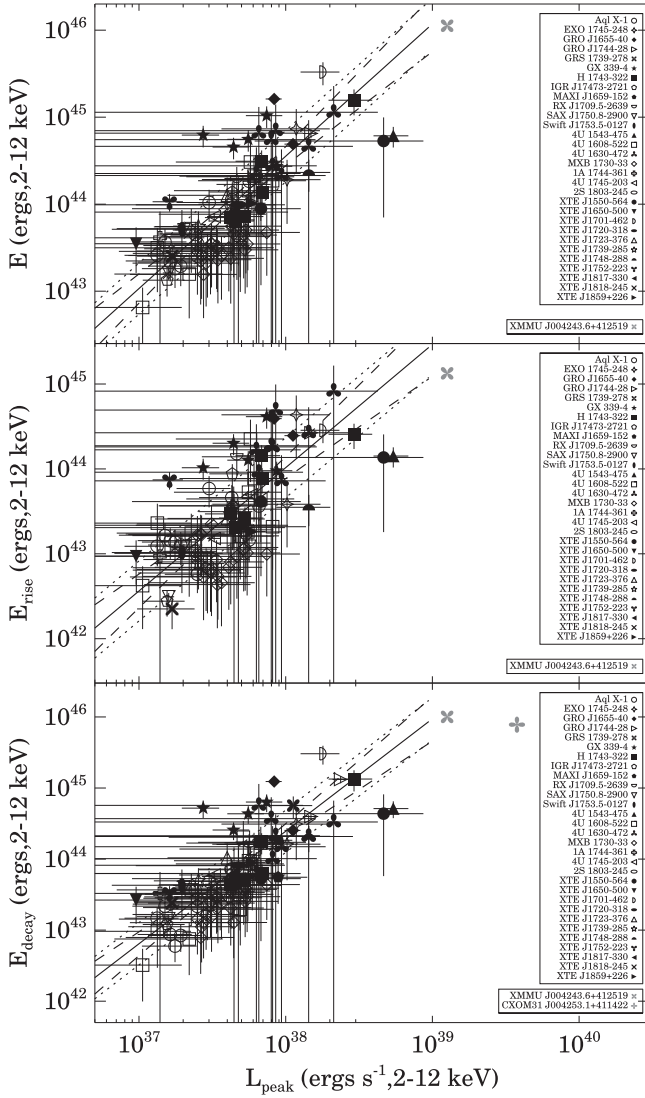 10^46
10^45
10^44
10^43
E (ergs,2-12 keV)
Aql X-1
EXO 1745-248
GRO J1655-40
GRO J1744-28
GRS 1739-278
GX 339-4
H 1743-322
IGR J17473-2721
MAXI J1659-152
RX J1709.5-2639
SAX J1750.8-2900
Swift J1753.5-0127
4U 1543-475
4U 1608-522
4U 1630-472
MXB 1730-33
1A 1744-361
4U 1745-203
2S 1803-245
XTE J1550-564
XTE J1650-500
XTE J1701-462
XTE J1720-318
XTE J1723-376
XTE J1739-285
XTE J1748-288
XTE J1752-223
XTE J1817-330
XTE J1818-245
XTE J1859+226
XMMU J004243.6+412519
10^45
10^44
10^43
10^42
E_rise (ergs,2-12 keV)
Aql X-1
EXO 1745-248
GRO J1655-40
GRO J1744-28
GRS 1739-278
GX 339-4
H 1743-322
IGR J17473-2721
MAXI J1659-152
RX J1709.5-2639
SAX J1750.8-2900
Swift J1753.5-0127
4U 1543-475
4U 1608-522
4U 1630-472
MXB 1730-33
1A 1744-361
4U 1745-203
2S 1803-245
XTE J1550-564
XTE J1650-500
XTE J1701-462
XTE J1720-318
XTE J1723-376
XTE J1739-285
XTE J1748-288
XTE J1752-223
XTE J1817-330
XTE J1818-245
XTE J1859+226
XMMU J004243.6+412519
10^46
10^45
10^44
10^43
10^42
E_decay (ergs,2-12 keV)
Aql X-1
EXO 1745-248
GRO J1655-40
GRO J1744-28
GRS 1739-278
GX 339-4
H 1743-322
IGR J17473-2721
MAXI J1659-152
RX J1709.5-2639
SAX J1750.8-2900
Swift J1753.5-0127
4U 1543-475
4U 1608-522
4U 1630-472
MXB 1730-33
1A 1744-361
4U 1745-203
2S 1803-245
XTE J1550-564
XTE J1650-500
XTE J1701-462
XTE J1720-318
XTE J1723-376
XTE J1739-285
XTE J1748-288
XTE J1752-223
XTE J1817-330
XTE J1818-245
XTE J1859+226
XMMU J004243.6+412519
CXOM31 J004253.1+411422
10^37 10^38 10^39 10^40
L_peak (ergs s^-1,2-12 keV)